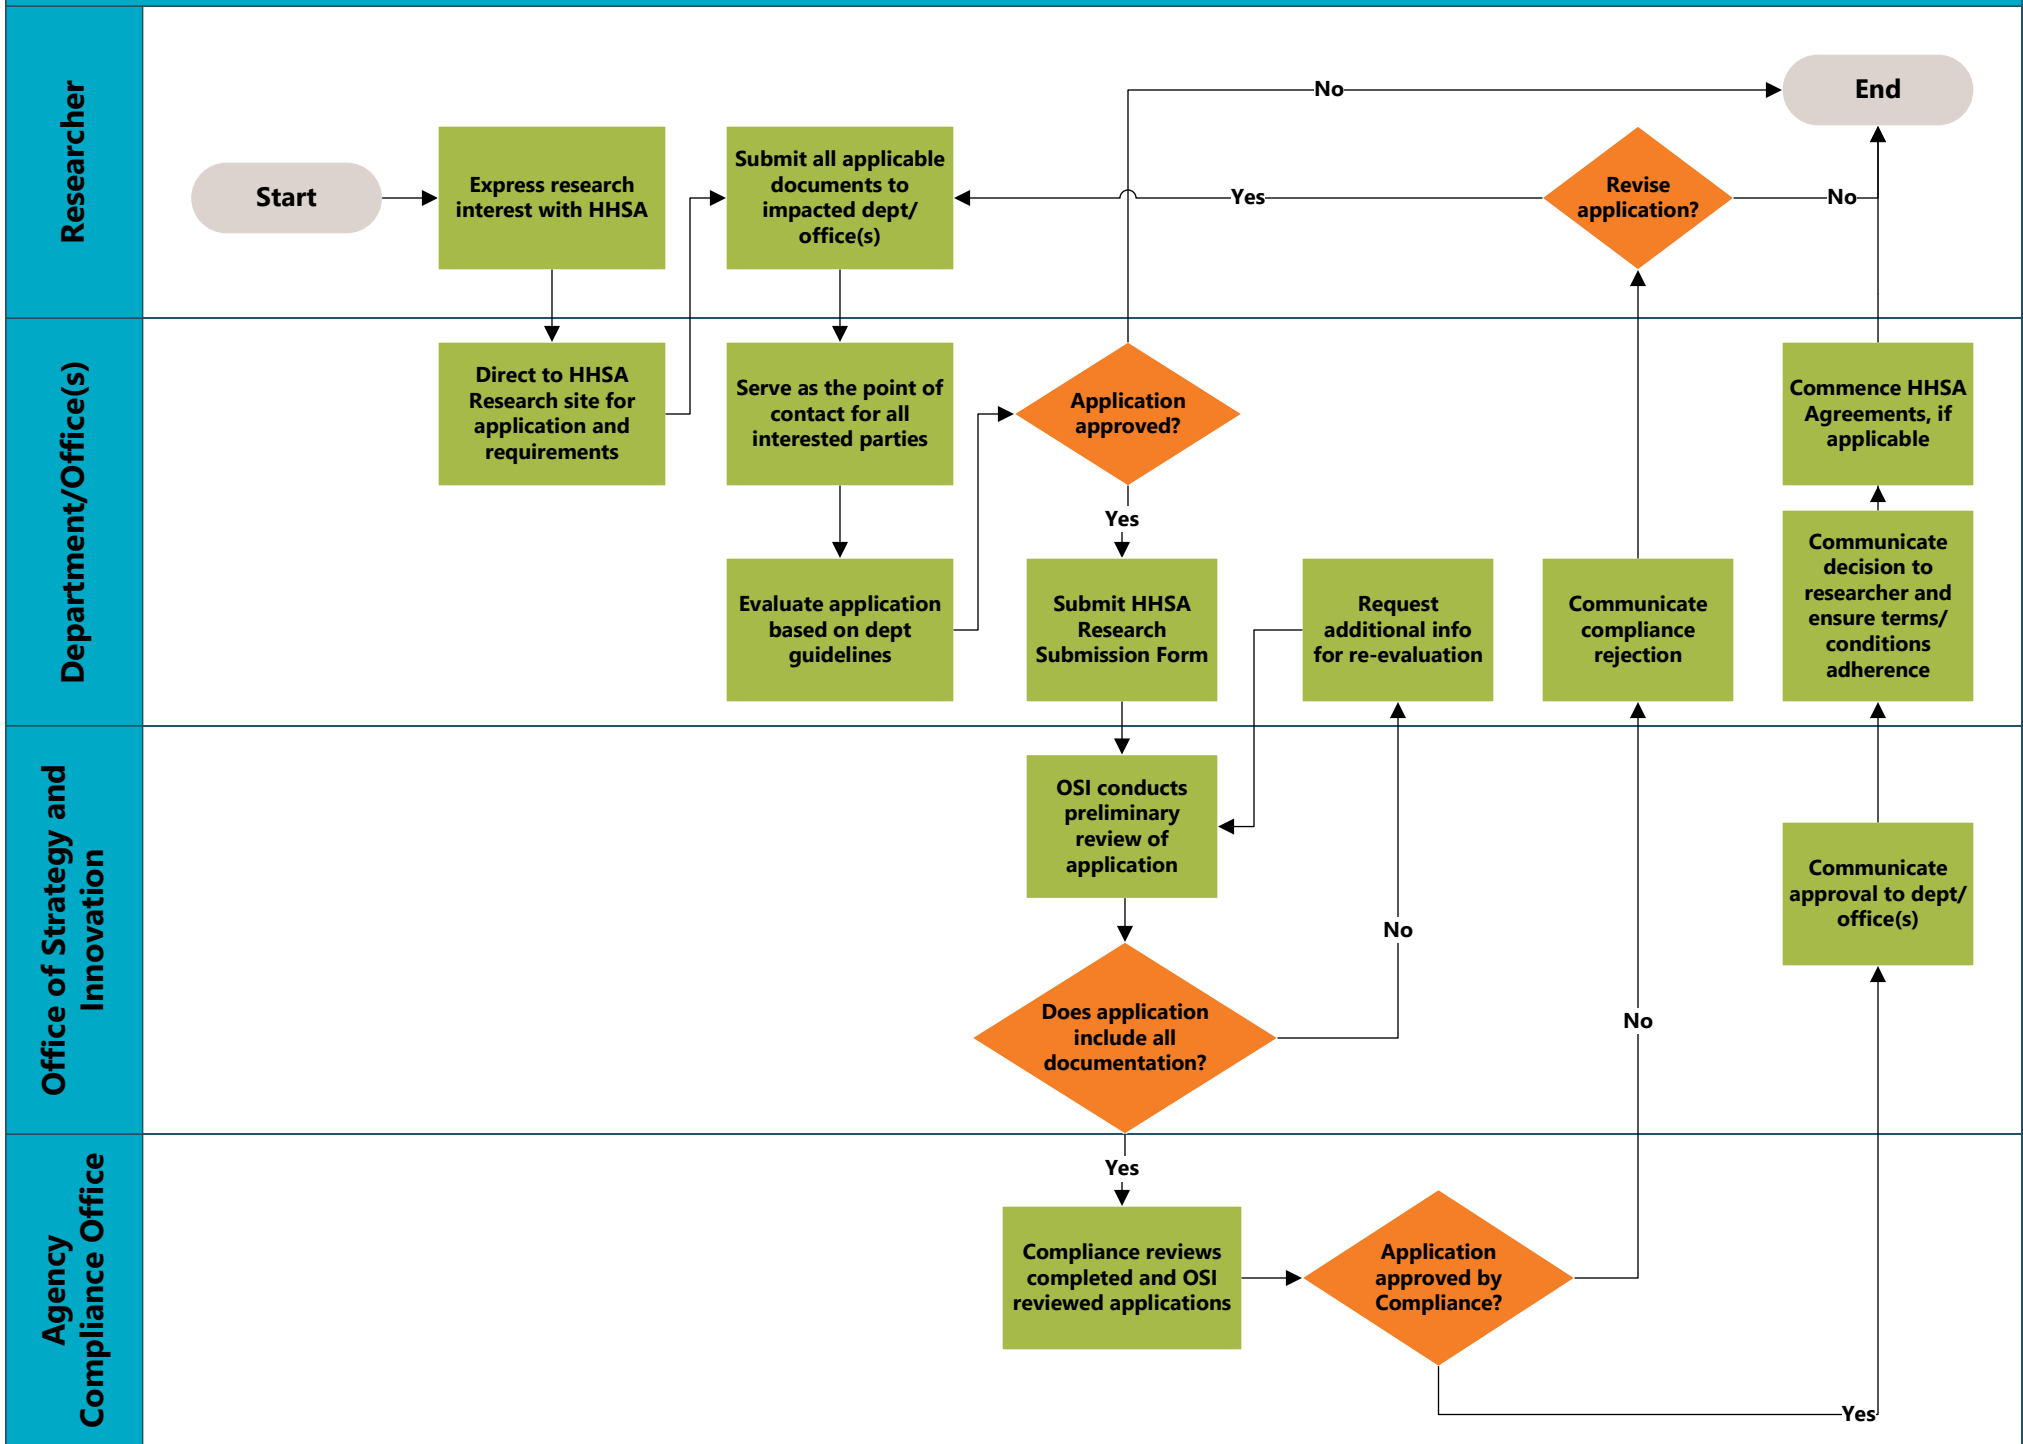 Researcher
Start
Express research
interest with HHSA
Submit all applicable
documents to
impacted dept/
office(s)
No
End
Yes
Revise
application?
No
Department/Office(s)
Direct to HHSA
Research site for
application and
requirements
Serve as the point of
contact for all
interested parties
Application
approved?
Commence HHSA
Agreements, if
applicable
Yes
Evaluate application
based on dept
guidelines
Submit HHSA
Research
Submission Form
Request
additional info
for re-evaluation
Communicate
compliance
rejection
Communicate
decision to
researcher and
ensure terms/
conditions
adherence
Office of Strategy and
Innovation
OSI conducts
preliminary
review of
application
Communicate
approval to dept/
office(s)
No
Does application
include all
documentation?
No
Agency
Compliance Office
Yes
Compliance reviews
completed and OSI
reviewed applications
Application
approved by
Compliance?
Yes